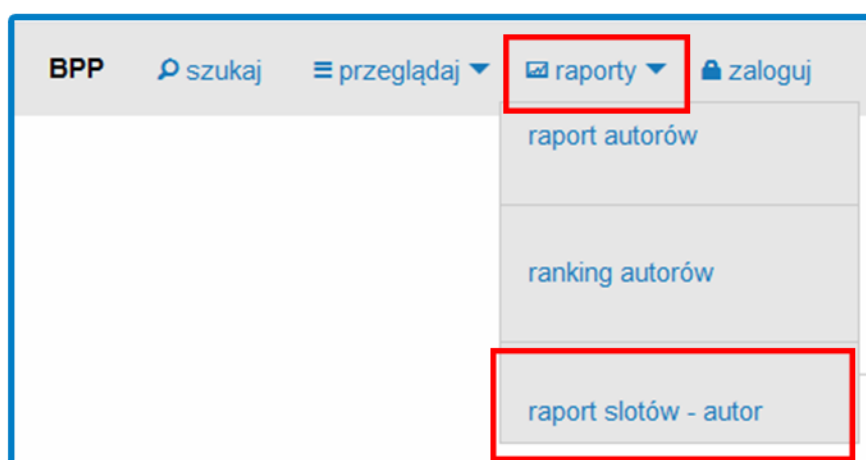 BPP szukaj przeglądaj raporty zaloguj
raport autorów
ranking autorów
raport slotów - autor